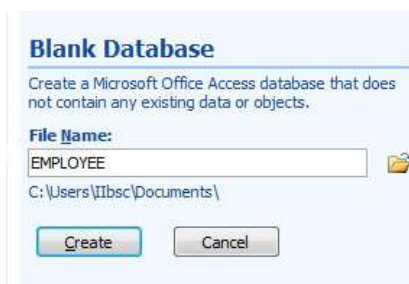 Blank Database
Create a Microsoft Office Access database that does
not contain any existing data or objects.
File Name:
EMPLOYEE
C:\Users\IIbsc\Documents\
Create
Cancel